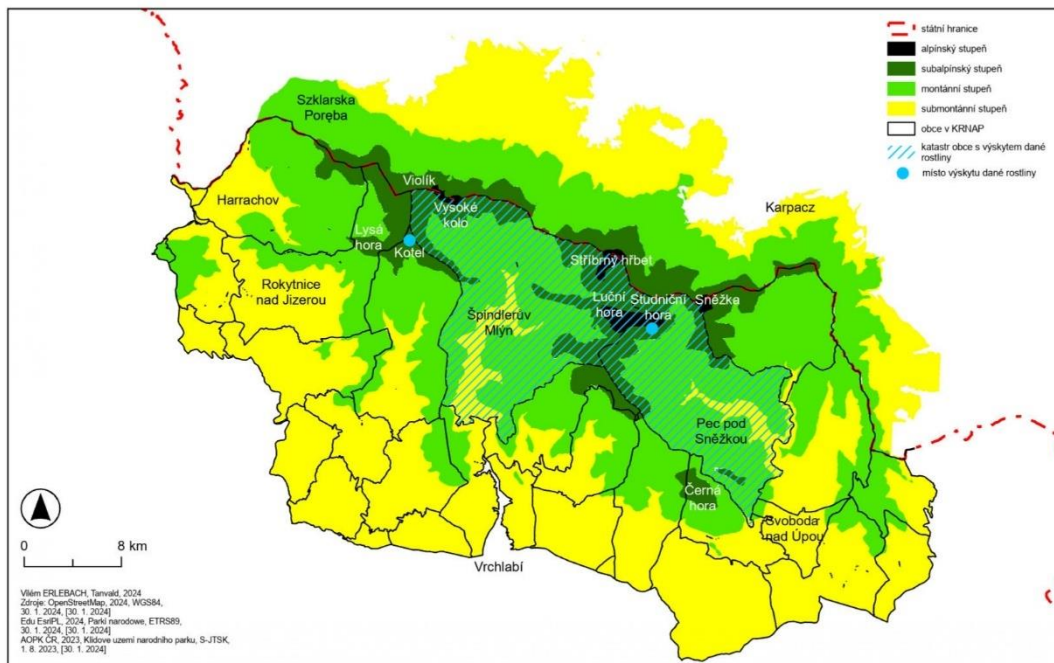 státní hranice
alpínský stupeň
subalpínský stupeň
montánní stupeň
submontánní stupeň
obce v KRNAP
katastr obce s výskytem dané
rostliny
místo výskytu dané rostliny
Szklarska
Poręba
Violík
Harrachov
Vysoké
kolo
Karpacz
Lysá
hora
Kotel
Stříbrný hřbet
Rokytnice
nad Jizerou
Luční
hora
Studniční
hora
Sněžka
Špindlerův
Mlýn
Pec pod
Sněžkou
Černá
hora
Svoboda
nad Úpou
Vrchlabí
0 8 km
Vilém ERLEBACH, Tanvald, 2024
Zdroje: OpenStreetMap, 2024, WGS84,
30. 1. 2024, [30. 1. 2024]
Edu EsriPL, 2024, Parki narodowe, ETRS89,
30. 1. 2024, [30. 1. 2024]
AOPK ČR, 2023, Klidove uzemi narodniho parku, S-JTSK,
1. 8. 2023, [30. 1. 2024]